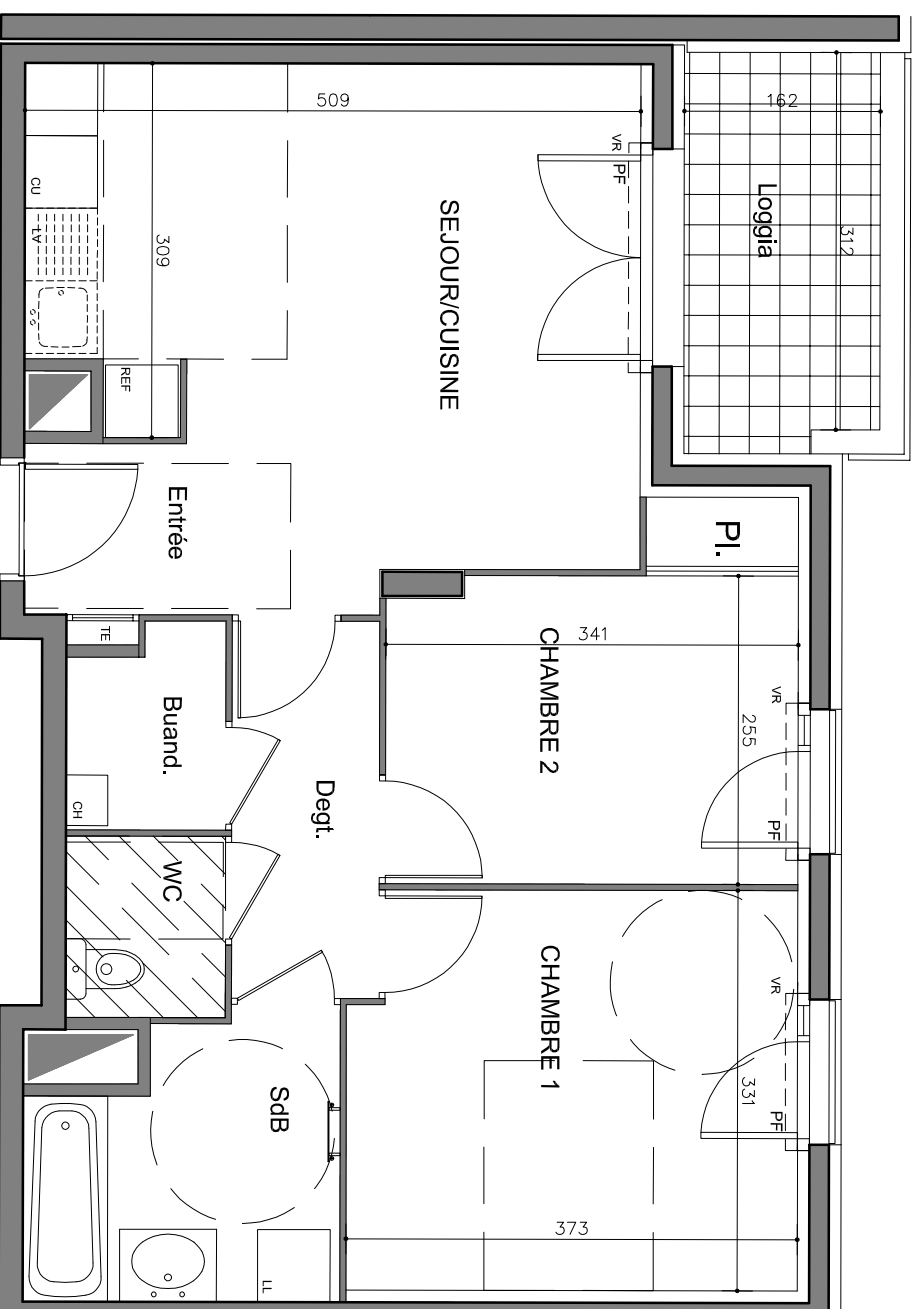 509
162
VR
PF
Loggia
312
CU
LV
309
SEJOUR/CUISINE
REF
Entrée
Pl.
TE
341
CHAMBRE 2
VR
255
PF
Buand.
CH
Degt.
WC
CHAMBRE 1
VR
331
PF
SdB
373
LL